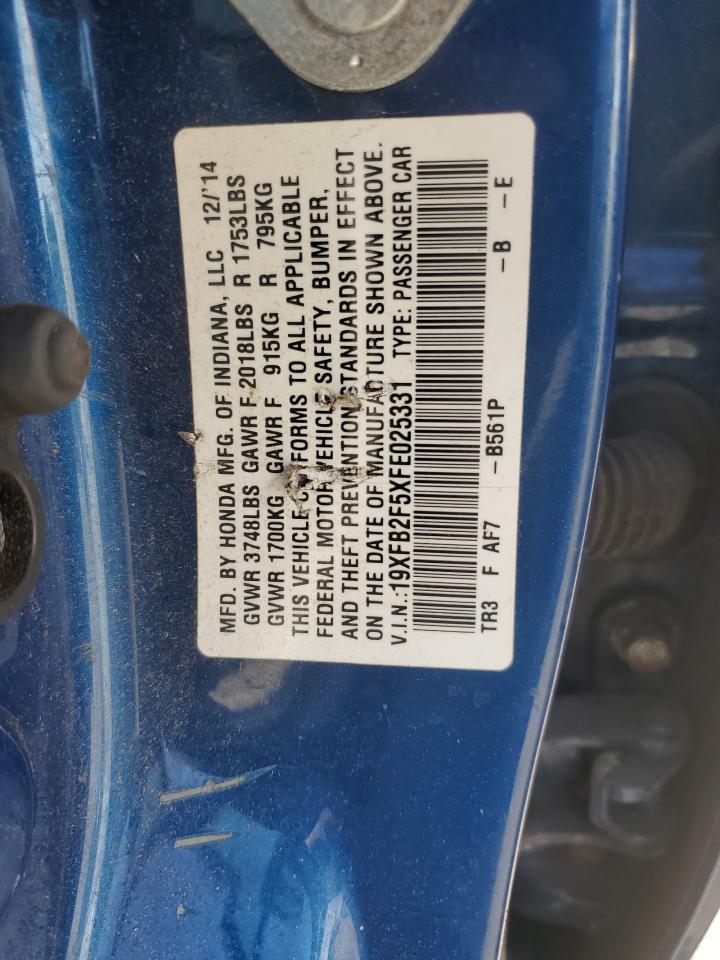 MFD. BY HONDA MFG. OF INDIANA, LLC 12/'14
GVWR 3748LBS GAWR F 2018LBS R 1753LBS
GVWR 1700KG GAWR F 915KG R 795KG
THIS VEHICLE CONFORMS TO ALL APPLICABLE
FEDERAL MOTOR VEHICLE SAFETY, BUMPER,
AND THEFT PREVENTION STANDARDS IN EFFECT
ON THE DATE OF MANUFACTURE SHOWN ABOVE.
V.I.N.:19XFB2F5XFE025331 TYPE: PASSENGER CAR
TR3 F AF7 -B561P -B -E